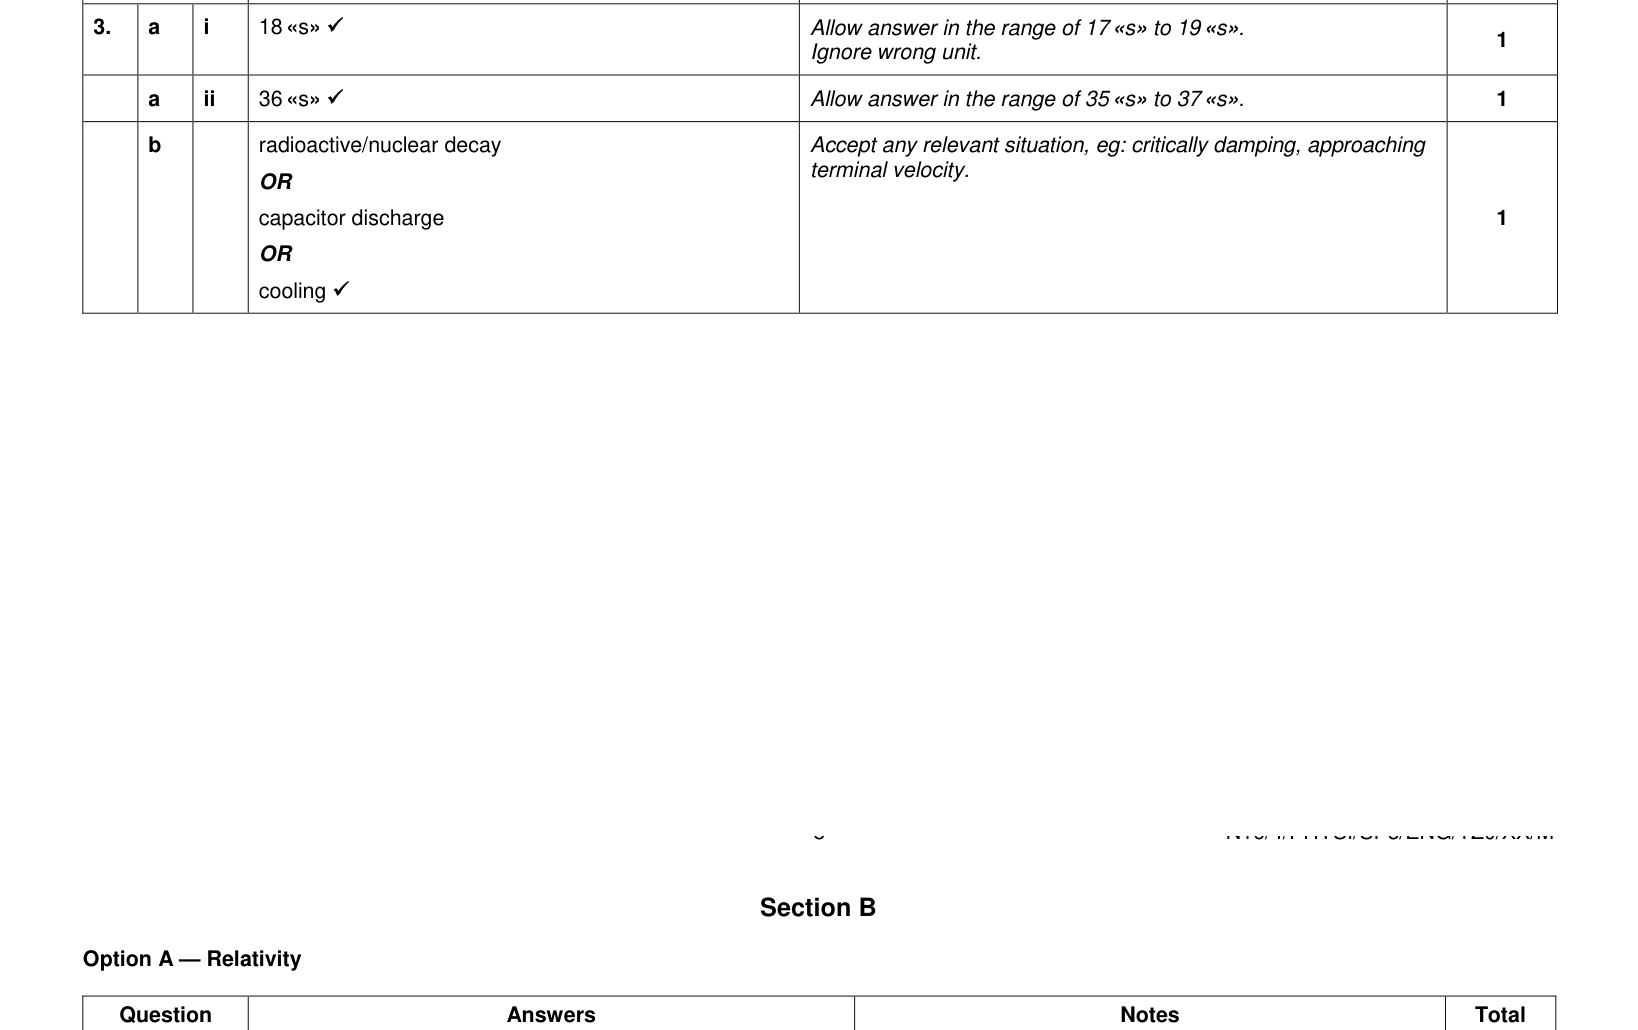 3. a i 18 «s» ✓ Allow answer in the range of 17 «s» to 19 «s».
Ignore wrong unit. 1
a ii 36 «s» ✓ Allow answer in the range of 35 «s» to 37 «s». 1
b radioactive/nuclear decay Accept any relevant situation, eg: critically damping, approaching
terminal velocity.
OR
capacitor discharge 1
OR
cooling ✓
Section B
Option A — Relativity
Question Answers Notes Total